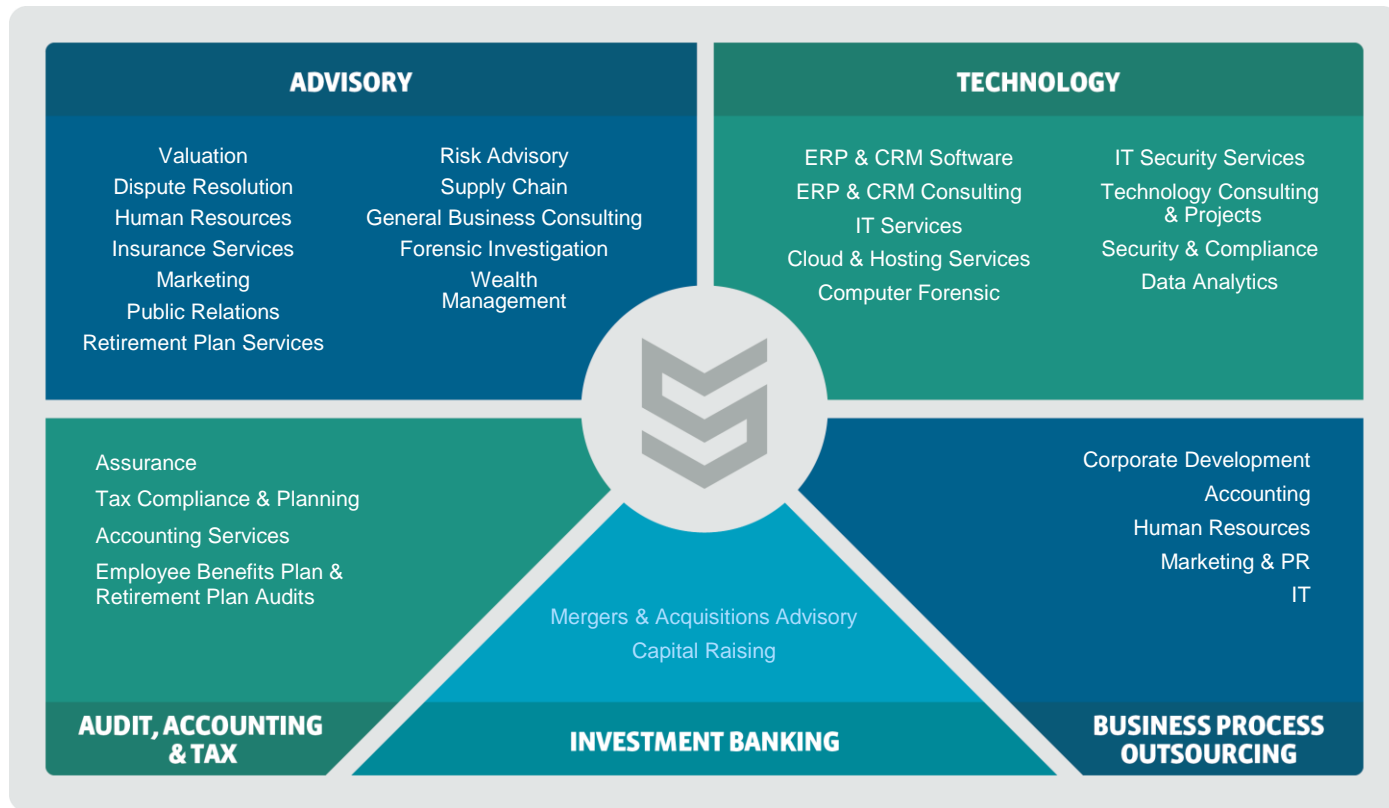 ADVISORY
Valuation
Dispute Resolution
Human Resources
Insurance Services
Marketing
Public Relations
Retirement Plan Services
Risk Advisory
Supply Chain
General Business Consulting
Forensic Investigation
Wealth
Management
TECHNOLOGY
ERP & CRM Software
ERP & CRM Consulting
IT Services
Cloud & Hosting Services
Computer Forensic
IT Security Services
Technology Consulting
& Projects
Security & Compliance
Data Analytics
Assurance
Tax Compliance & Planning
Accounting Services
Employee Benefits Plan &
Retirement Plan Audits
AUDIT, ACCOUNTING
& TAX
Mergers & Acquisitions Advisory
Capital Raising
INVESTMENT BANKING
Corporate Development
Accounting
Human Resources
Marketing & PR
IT
BUSINESS PROCESS
OUTSOURCING